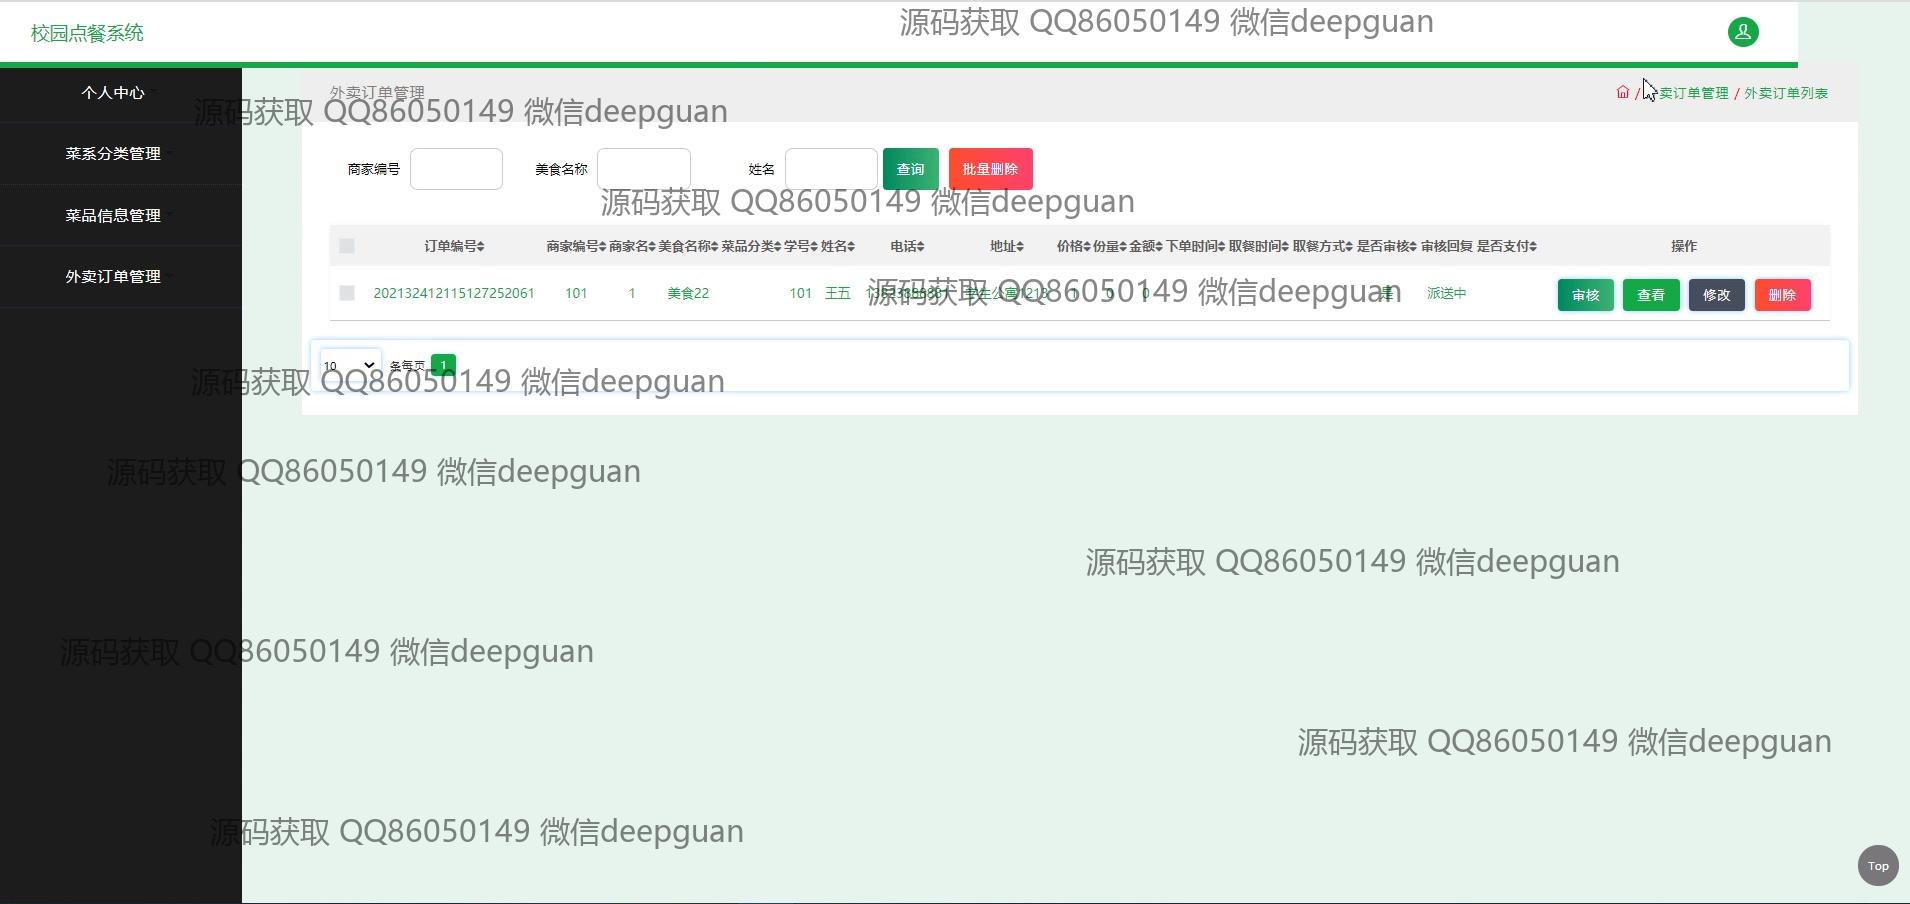 校园点餐系统
源码获取 QQ86050149 微信deepguan
个人中心
菜系分类管理
菜品信息管理
外卖订单管理
外卖订单管理
/ 卖订单管理 / 外卖订单列表
源码获取 QQ86050149 微信deepguan
商家编号 美食名称 姓名 查询 批量删除
源码获取 QQ86050149 微信deepguan
订单编号 商家编号 商家名 美食名称 菜品分类 学号 姓名 电话 地址 价格 份量 金额 下单时间 取餐时间 取餐方式 是否审核 审核回复 是否支付 操作
202132412115127252061 101 1 美食22 101 王五 1 0 0 是 派送中 审核 查看 修改 删除
源码获取 QQ86050149 微信deepguan
10 条每页 1
源码获取 QQ86050149 微信deepguan
源码获取 QQ86050149 微信deepguan
源码获取 QQ86050149 微信deepguan
源码获取 QQ86050149 微信deepguan
源码获取 QQ86050149 微信deepguan
源码获取 QQ86050149 微信deepguan
Top